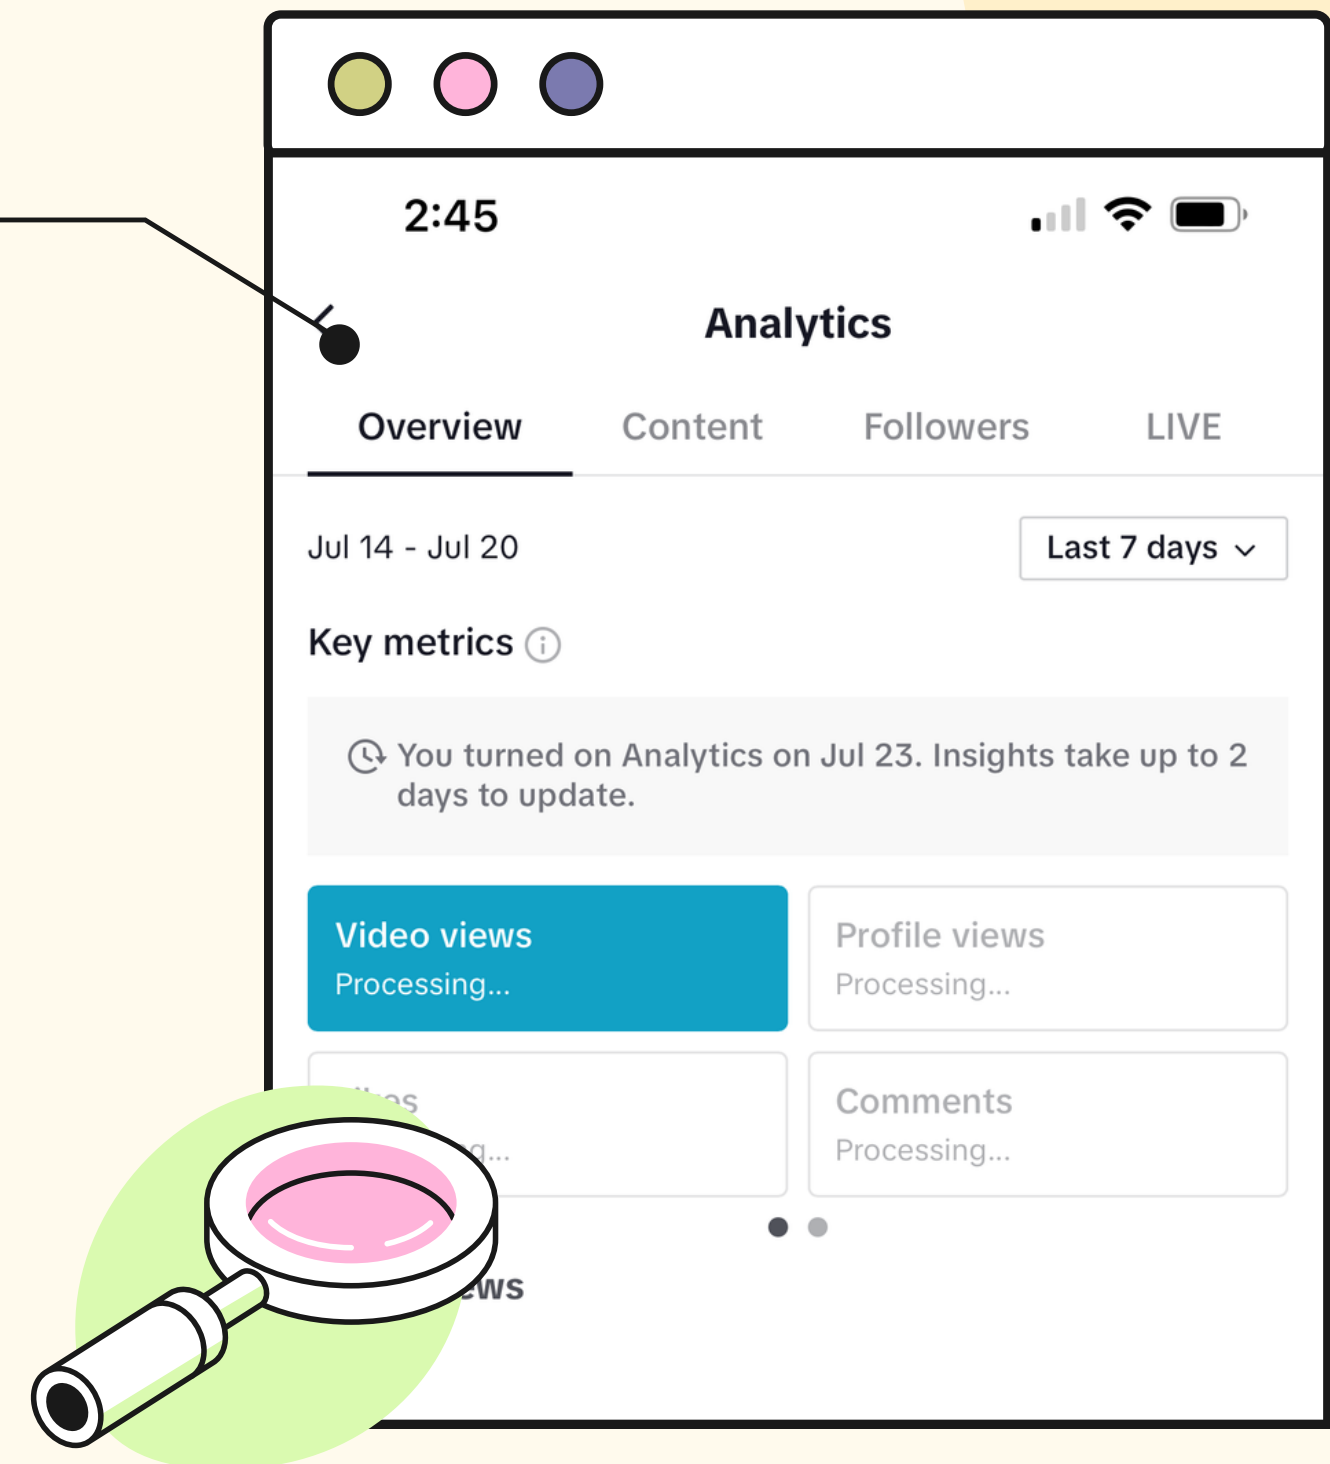 2:45
Analytics
Overview Content Followers LIVE
Jul 14 - Jul 20 Last 7 days
Key metrics
You turned on Analytics on Jul 23. Insights take up to 2
days to update.
Video views Profile views
Processing... Processing...
Comments
Processing...